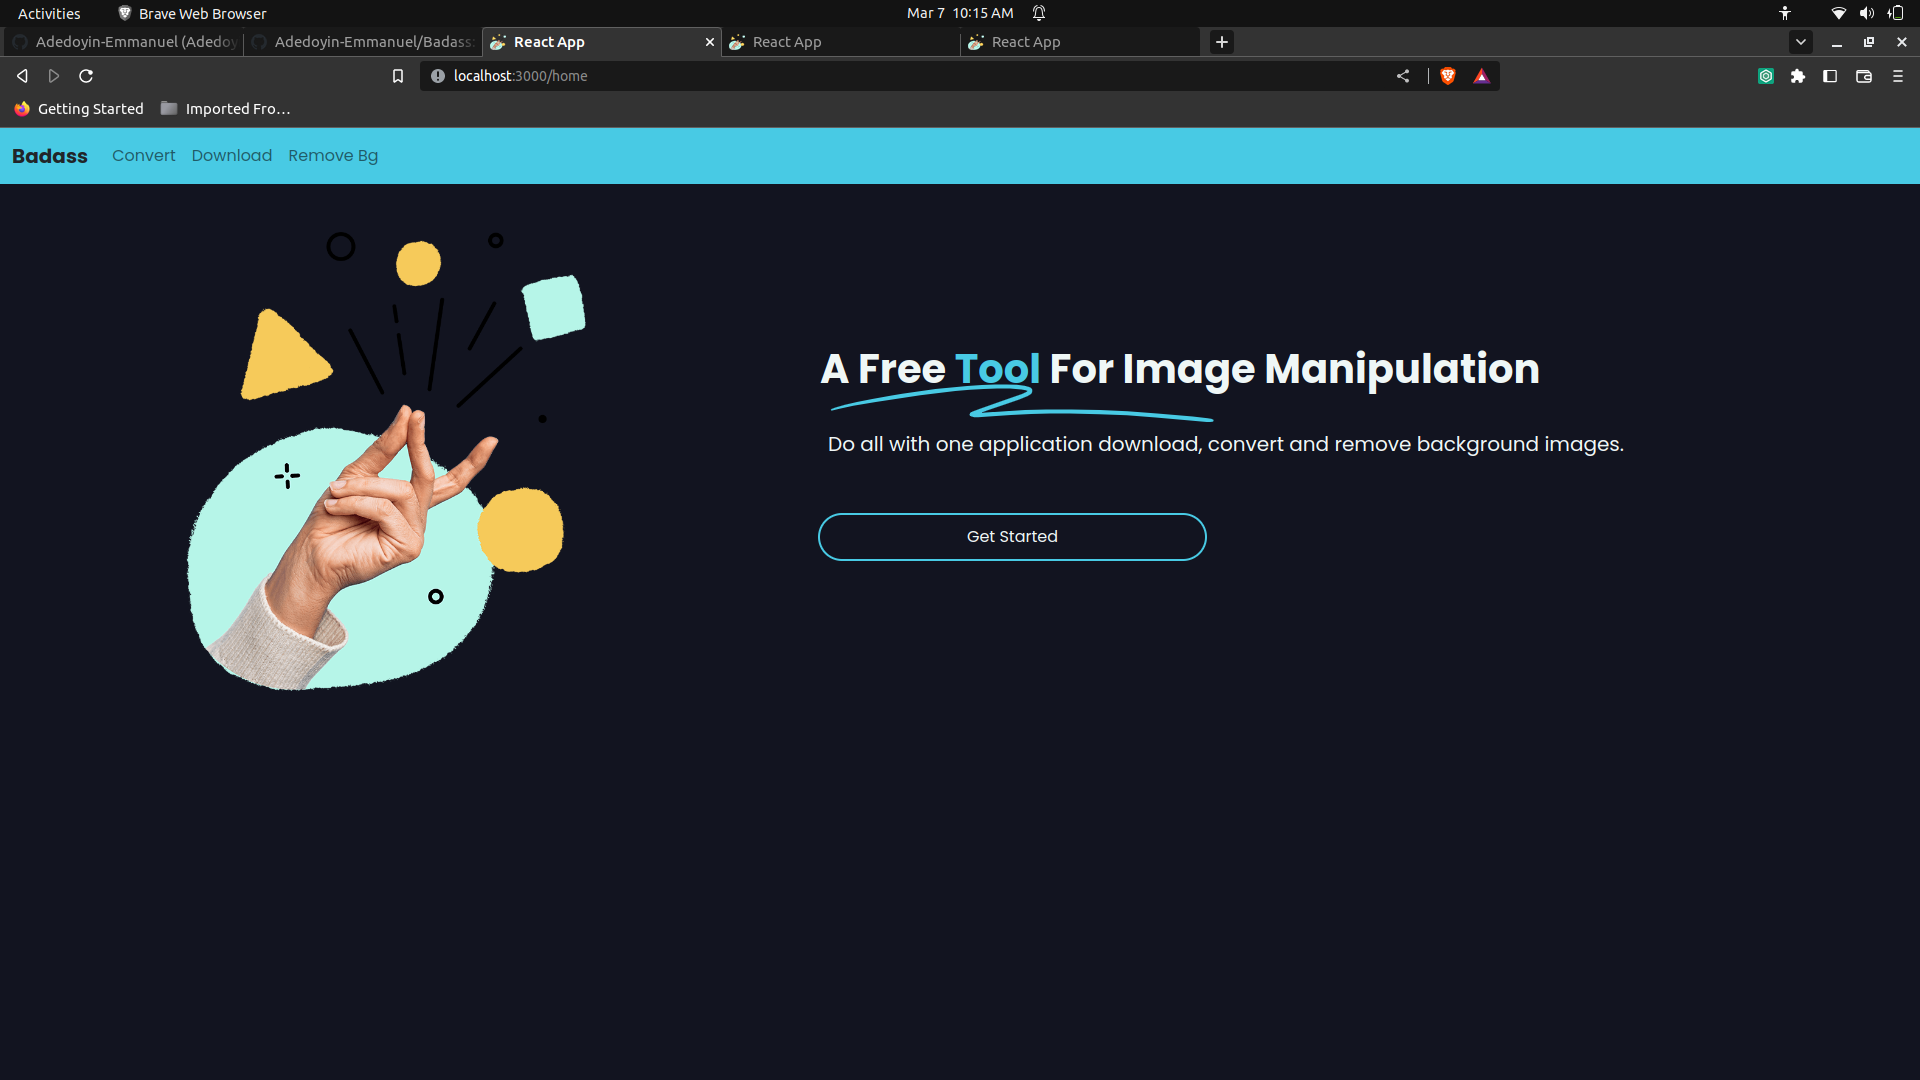 Activities
Brave Web Browser
Mar 7 10:15 AM
Adedoyin-Emmanuel (Adedoy
Adedoyin-Emmanuel/Badass:
React App
React App
React App
localhost:3000/home
Getting Started
Imported Fro…
Badass
Convert
Download
Remove Bg
A Free Tool For Image Manipulation
Do all with one application download, convert and remove background images.
Get Started